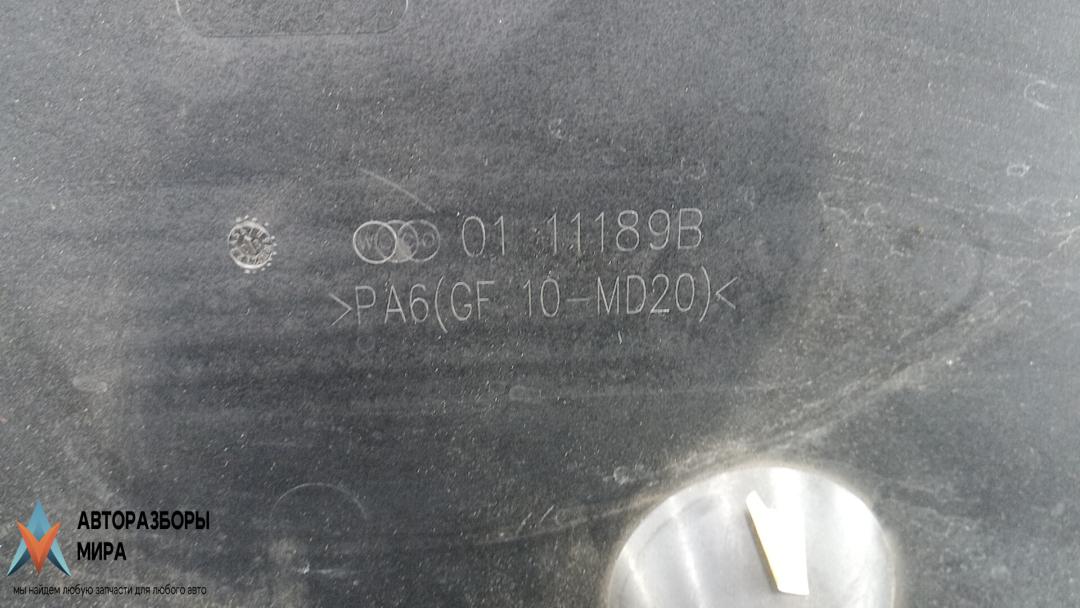 01 11189B
>PA6(GF 10-MD20)<
АВТОРАЗБОРЫ
МИРА
мы найдем любую запчасти для любого авто